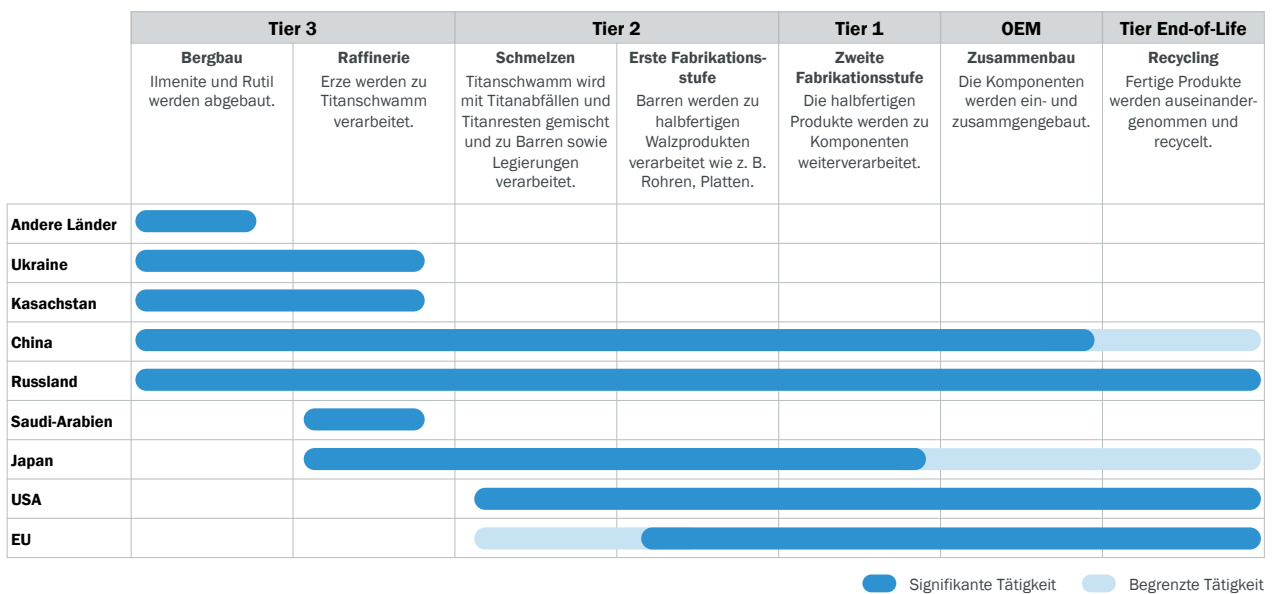 Tier 3
Tier 2
Tier 1
OEM
Tier End-of-Life
Bergbau
Ilmenite und Rutil
werden abgebaut.
Raffinerie
Erze werden zu
Titanschwamm
verarbeitet.
Schmelzen
Titanschwamm wird
mit Titanabfällen und
Titanresten gemischt
und zu Barren sowie
Legierungen
verarbeitet.
Erste Fabrikations-
stufe
Barren werden zu
halbfertigen
Walzprodukten
verarbeitet wie z. B.
Rohren, Platten.
Zweite
Fabrikationsstufe
Die halbfertigen
Produkte werden zu
Komponenten
weiterverarbeitet.
Zusammenbau
Die Komponenten
werden ein- und
zusammgengebaut.
Recycling
Fertige Produkte
werden auseinander-
genommen und
recycelt.
Andere Länder
Ukraine
Kasachstan
China
Russland
Saudi-Arabien
Japan
USA
EU
Signifikante Tätigkeit
Begrenzte Tätigkeit